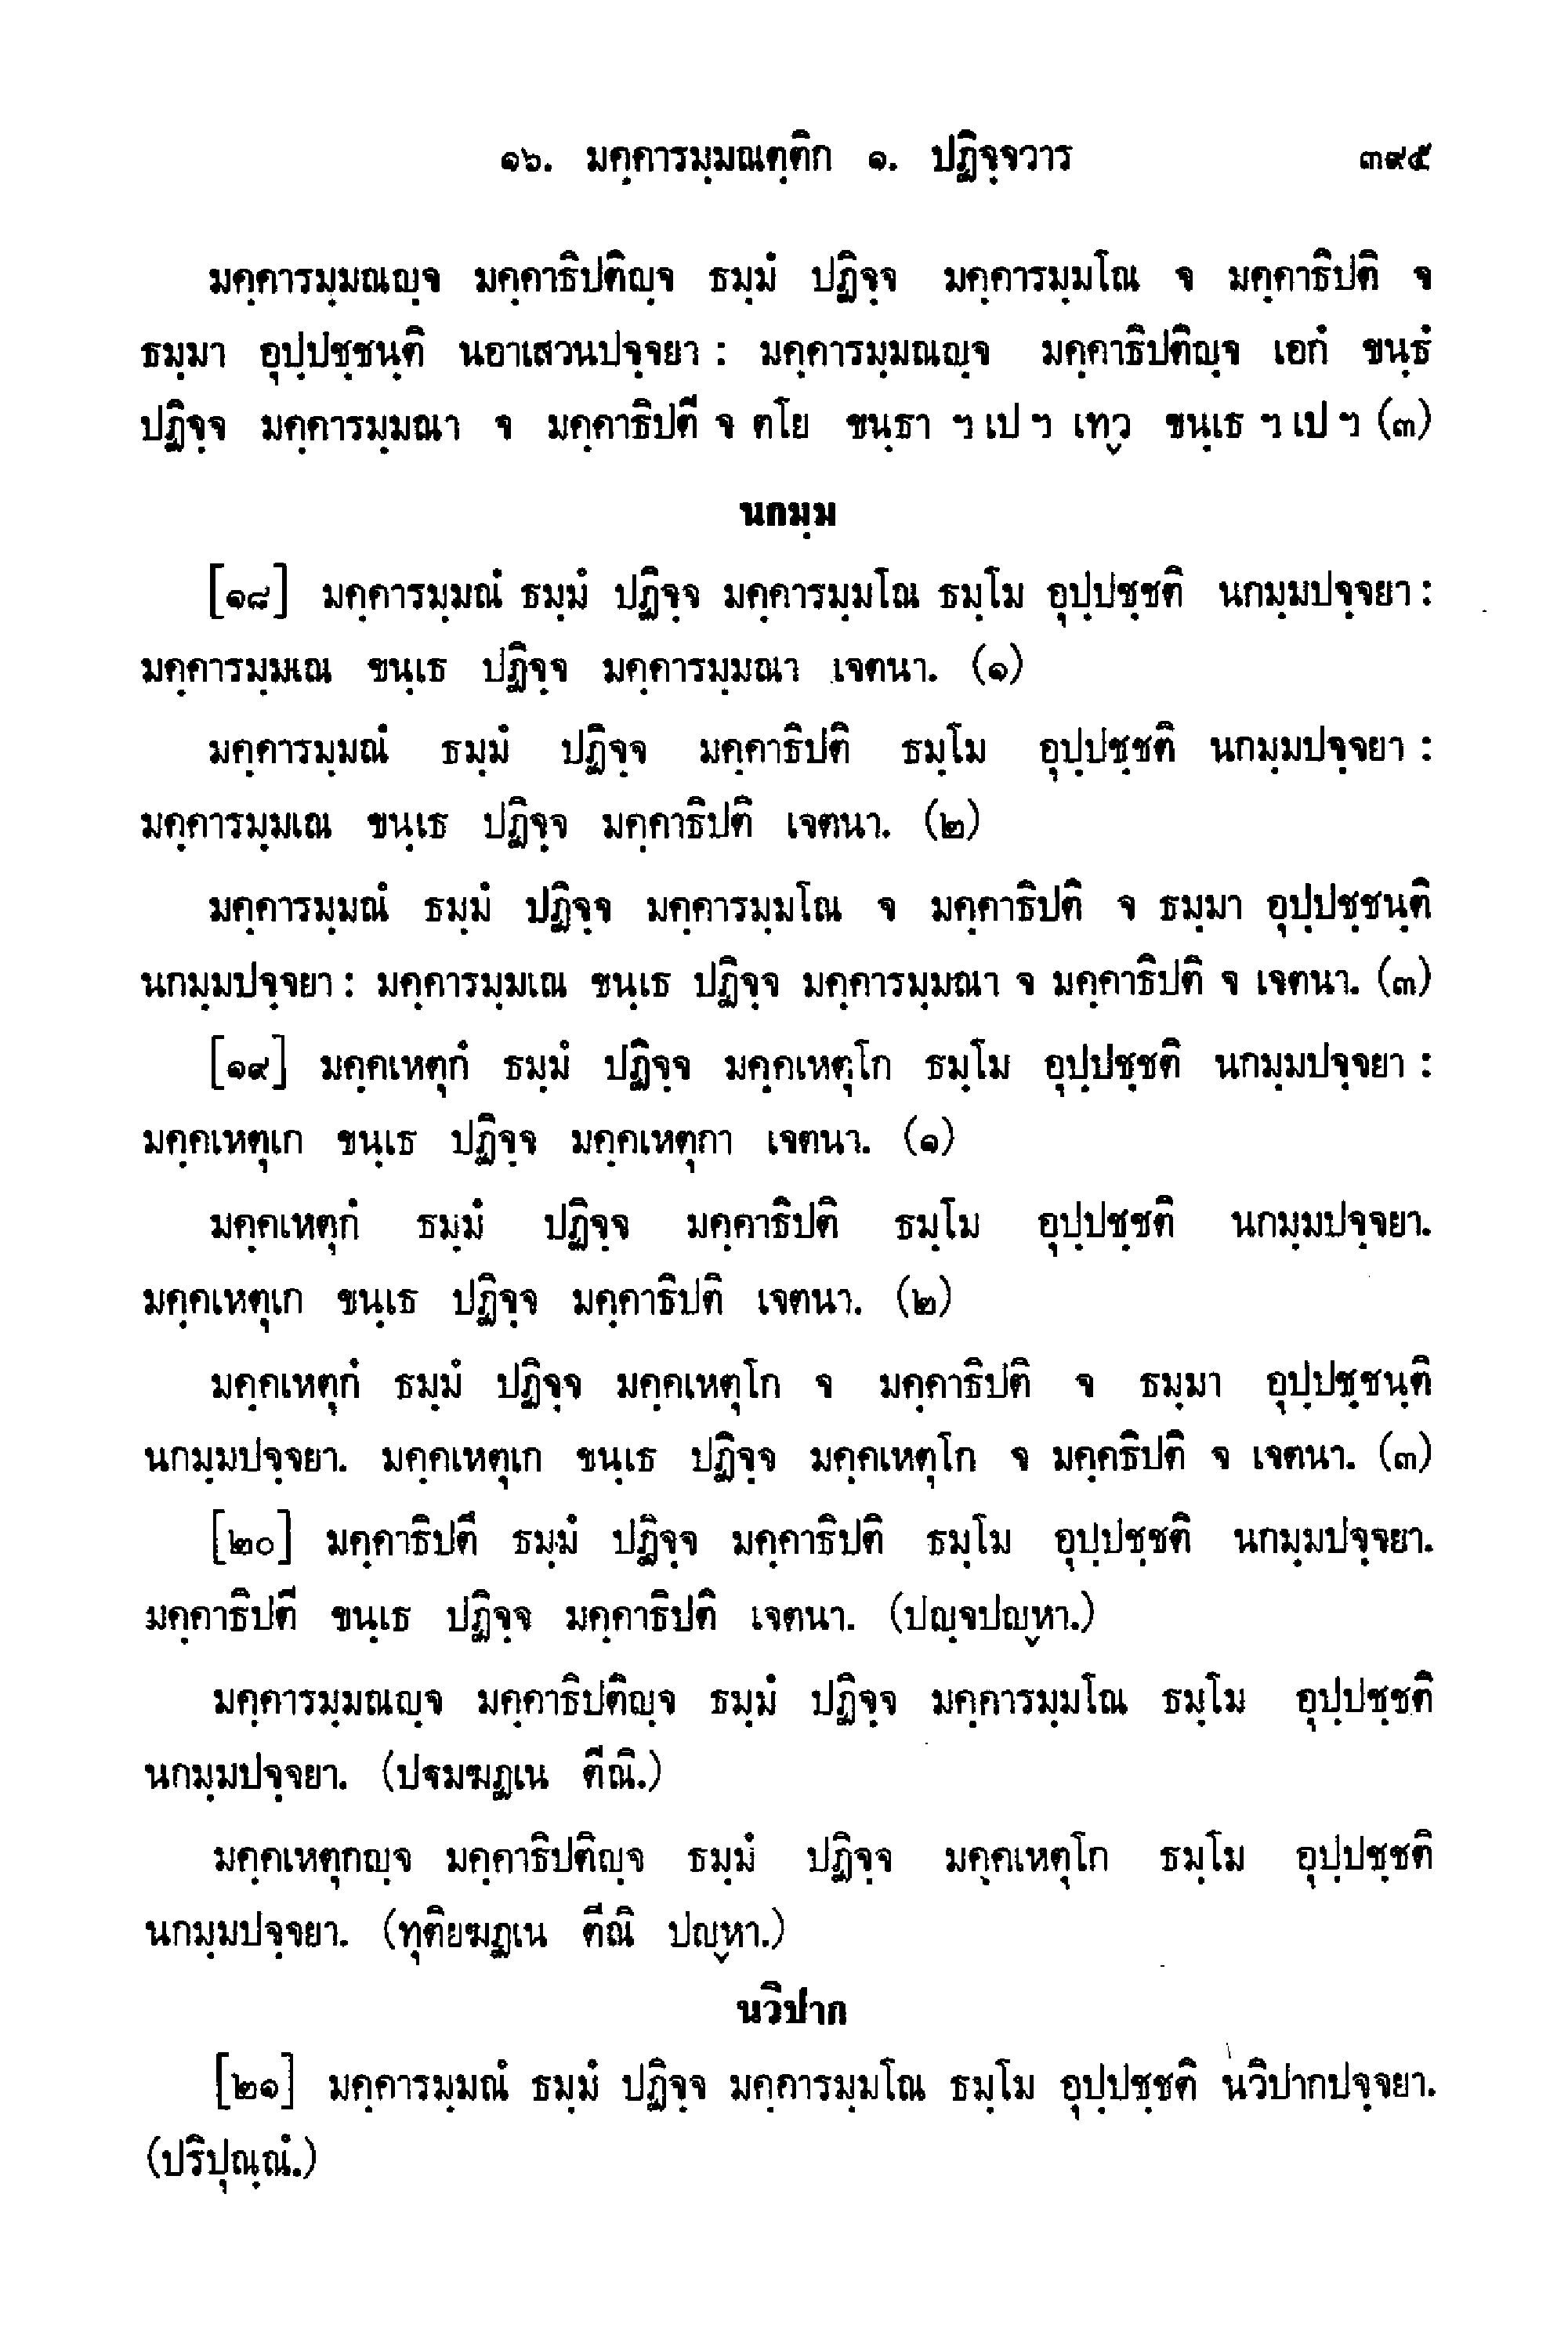 ๑๖. มคฺคารมฺมณตฺติก ๑. ปฏิจฺจวาร ๓๙๕
มคฺคารมฺมณญฺจ มคฺคาธิปติญฺจ ธมฺมํ ปฏิจฺจ มคฺคารมฺมโณ จ มคฺคาธิปติ จ
ธมฺมา อุปฺปชฺชนฺติ นอาเสวนปจฺจยา : มคฺคารมฺมณญฺจ มคฺคาธิปติญฺจ เอกํ ขนฺธํ
ปฏิจฺจ มคฺคารมฺมณา จ มคฺคาธิปตี จ ตโย ขนฺธา ฯ เป ฯ เทฺว ขนฺเธ ฯ เป ฯ (๓)
นกมฺม
[๑๘] มคฺคารมฺมณํ ธมฺมํ ปฏิจฺจ มคฺคารมฺมโณ ธมฺโม อุปฺปชฺชติ นกมฺมปจฺจยา :
มคฺคารมฺมเณ ขนฺเธ ปฏิจฺจ มคฺคารมฺมณา เจตนา. (๑)
มคฺคารมฺมณํ ธมฺมํ ปฏิจฺจ มคฺคาธิปติ ธมฺโม อุปฺปชฺชติ นกมฺมปจฺจยา :
มคฺคารมฺมเณ ขนฺเธ ปฏิจฺจ มคฺคาธิปติ เจตนา. (๒)
มคฺคารมฺมณํ ธมฺมํ ปฏิจฺจ มคฺคารมฺมโณ จ มคฺคาธิปติ จ ธมฺมา อุปฺปชฺชนฺติ
นกมฺมปจฺจยา : มคฺคารมฺมเณ ขนฺเธ ปฏิจฺจ มคฺคารมฺมณา จ มคฺคาธิปติ จ เจตนา. (๓)
[๑๙] มคฺคเหตุกํ ธมฺมํ ปฏิจฺจ มคฺคเหตุโก ธมฺโม อุปฺปชฺชติ นกมฺมปจฺจยา :
มคฺคเหตุเก ขนฺเธ ปฏิจฺจ มคฺคเหตุกา เจตนา. (๑)
มคฺคเหตุกํ ธมฺมํ ปฏิจฺจ มคฺคาธิปติ ธมฺโม อุปฺปชฺชติ นกมฺมปจฺจยา.
มคฺคเหตุเก ขนฺเธ ปฏิจฺจ มคฺคาธิปติ เจตนา. (๒)
มคฺคเหตุกํ ธมฺมํ ปฏิจฺจ มคฺคเหตุโก จ มคฺคาธิปติ จ ธมฺมา อุปฺปชฺชนฺติ
นกมฺมปจฺจยา. มคฺคเหตุเก ขนฺเธ ปฏิจฺจ มคฺคเหตุโก จ มคฺคธิปติ จ เจตนา. (๓)
[๒๐] มคฺคาธิปตึ ธมฺมํ ปฏิจฺจ มคฺคาธิปติ ธมฺโม อุปฺปชฺชติ นกมฺมปจฺจยา.
มคฺคาธิปตี ขนฺเธ ปฏิจฺจ มคฺคาธิปติ เจตนา. (ปญฺจปญฺหา.)
มคฺคารมฺมณญฺจ มคฺคาธิปติญฺจ ธมฺมํ ปฏิจฺจ มคฺคารมฺมโณ ธมฺโม อุปฺปชฺชติ
นกมฺมปจฺจยา. (ปฐมฆฏเน ตีณิ.)
มคฺคเหตุกญฺจ มคฺคาธิปติญฺจ ธมฺมํ ปฏิจฺจ มคฺคเหตุโก ธมฺโม อุปฺปชฺชติ
นกมฺมปจฺจยา. (ทุติยฆฏเน ตีณิ ปญฺหา.)
นวิปาก
[๒๑] มคฺคารมฺมณํ ธมฺมํ ปฏิจฺจ มคฺคารมฺมโณ ธมฺโม อุปฺปชฺชติ นวิปากปจฺจยา.
(ปริปุณฺณํ.)